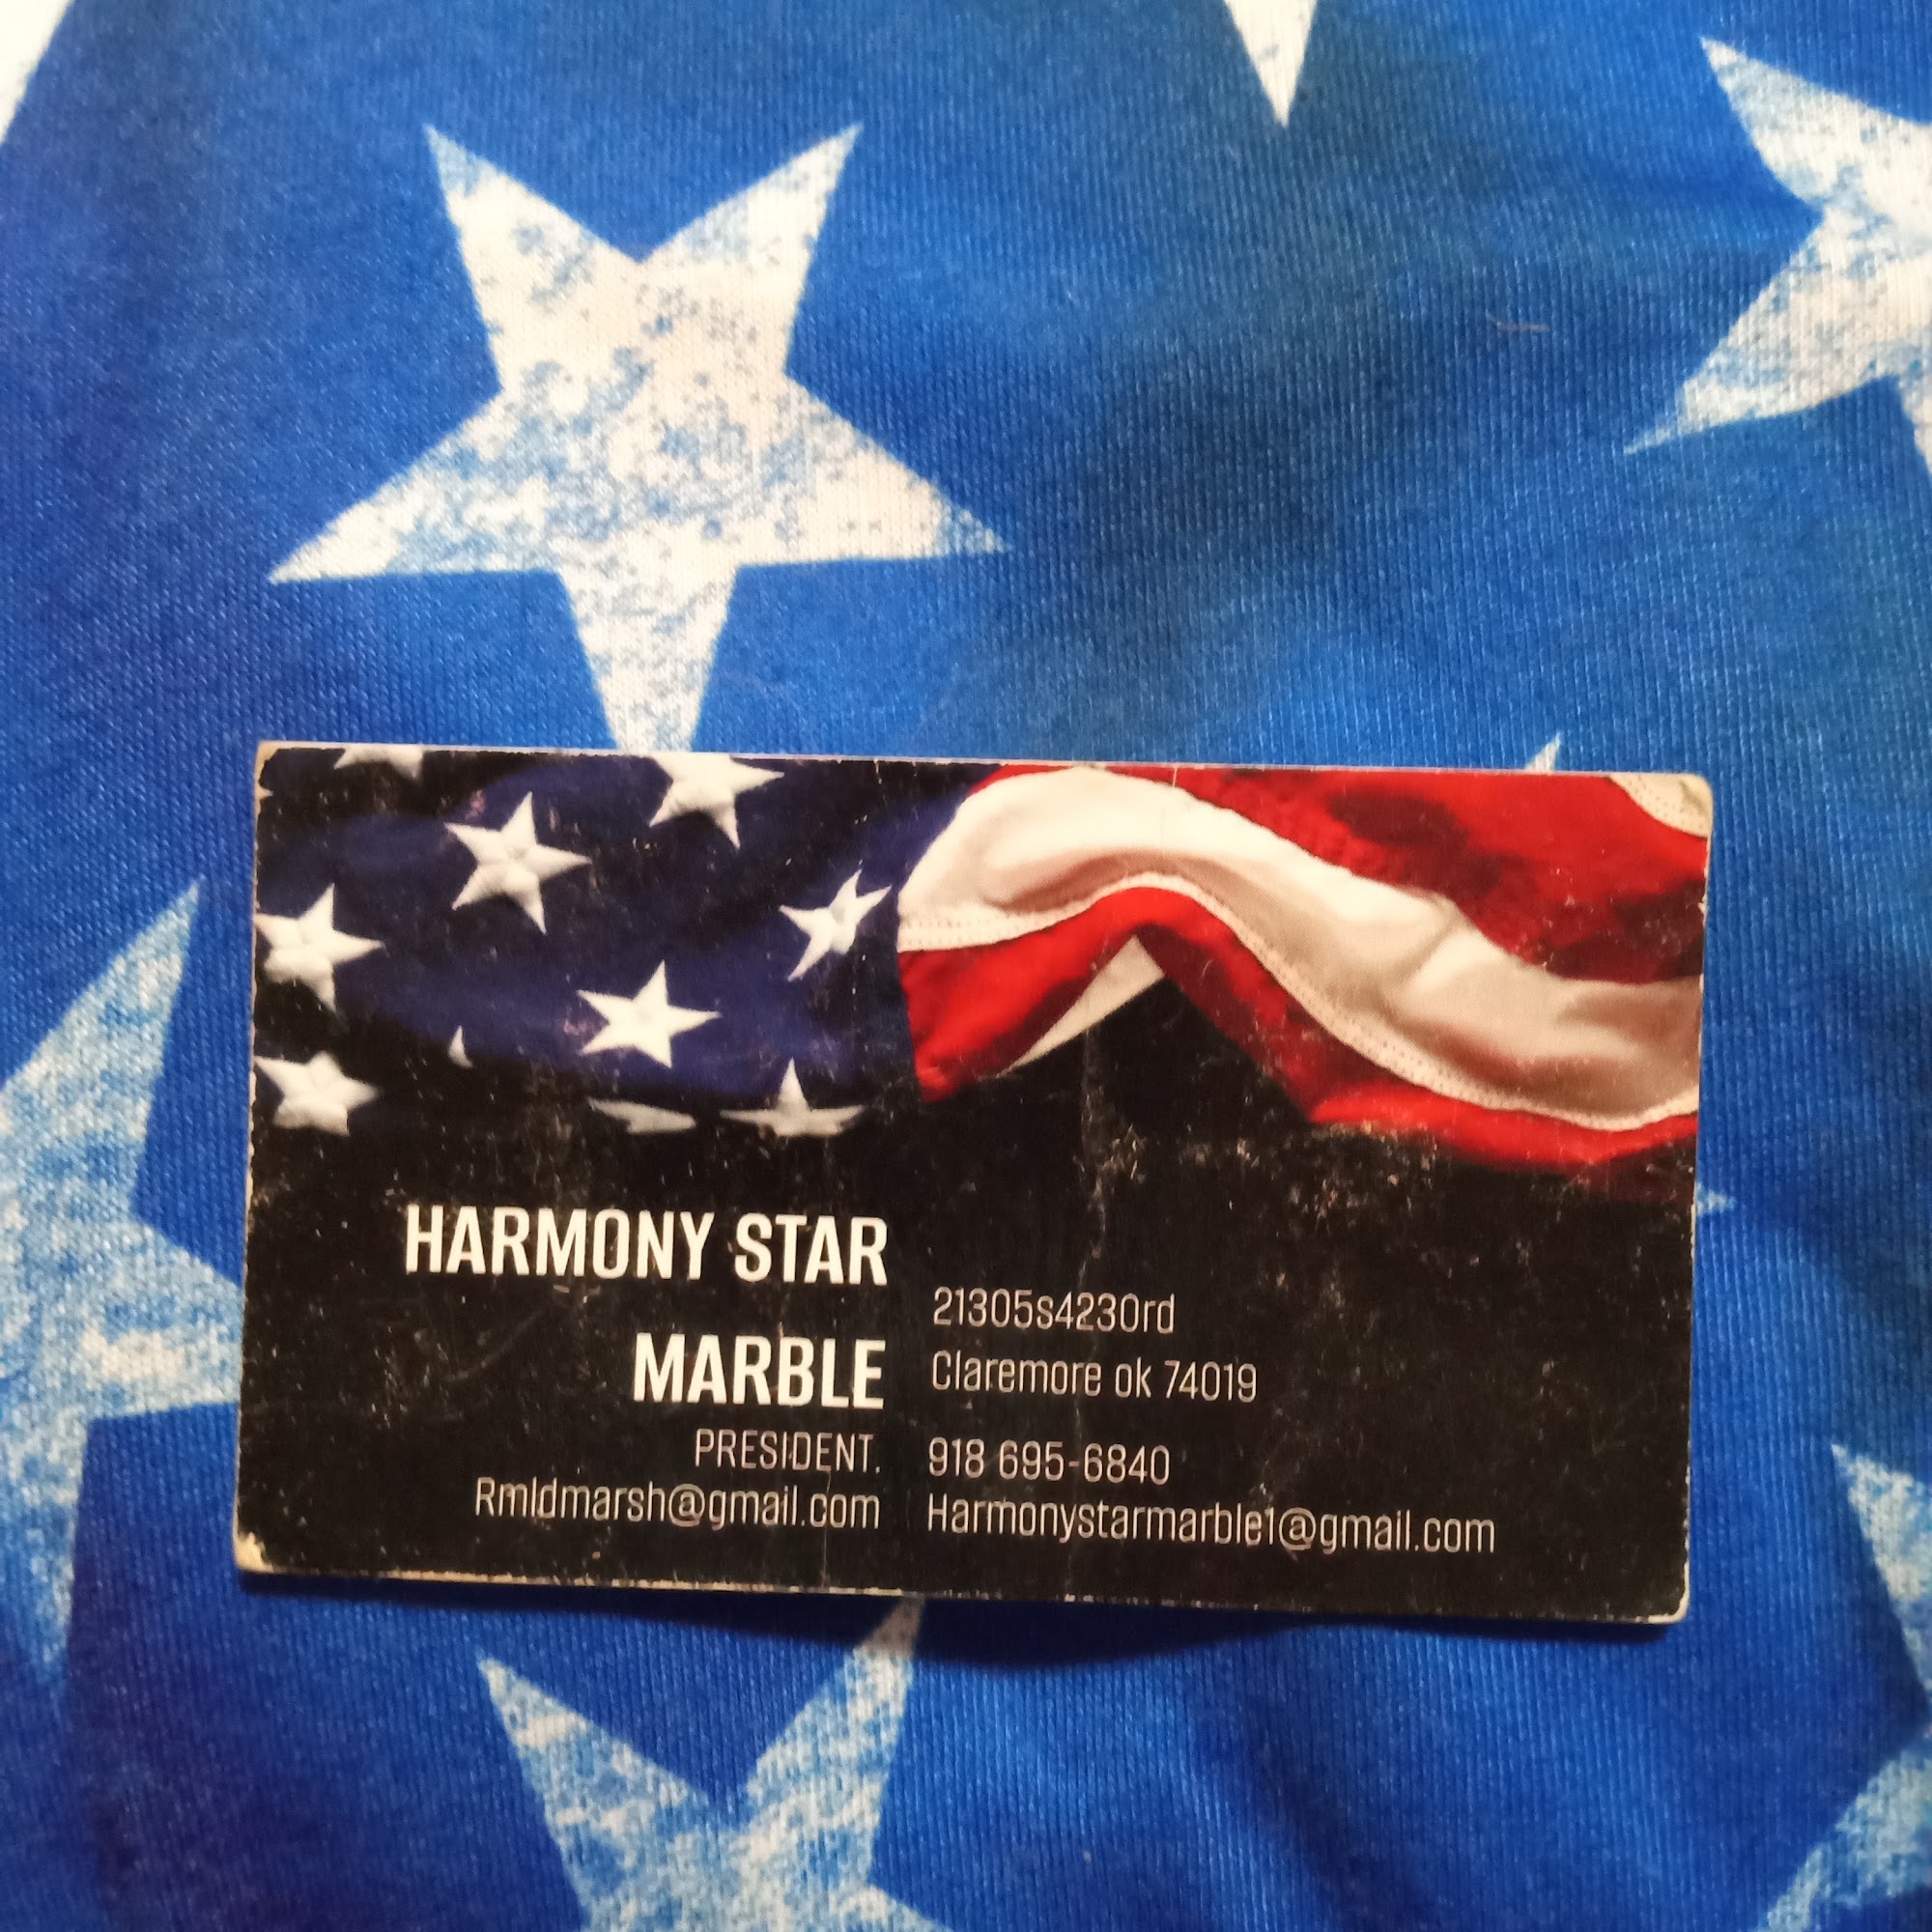 HARMONY STAR
MARBLE
PRESIDENT.
Rmldmarsh@gmail.com
21305s4230rd
Claremore ok 74019
918 695-6840
Harmonystarmarble1@gmail.com